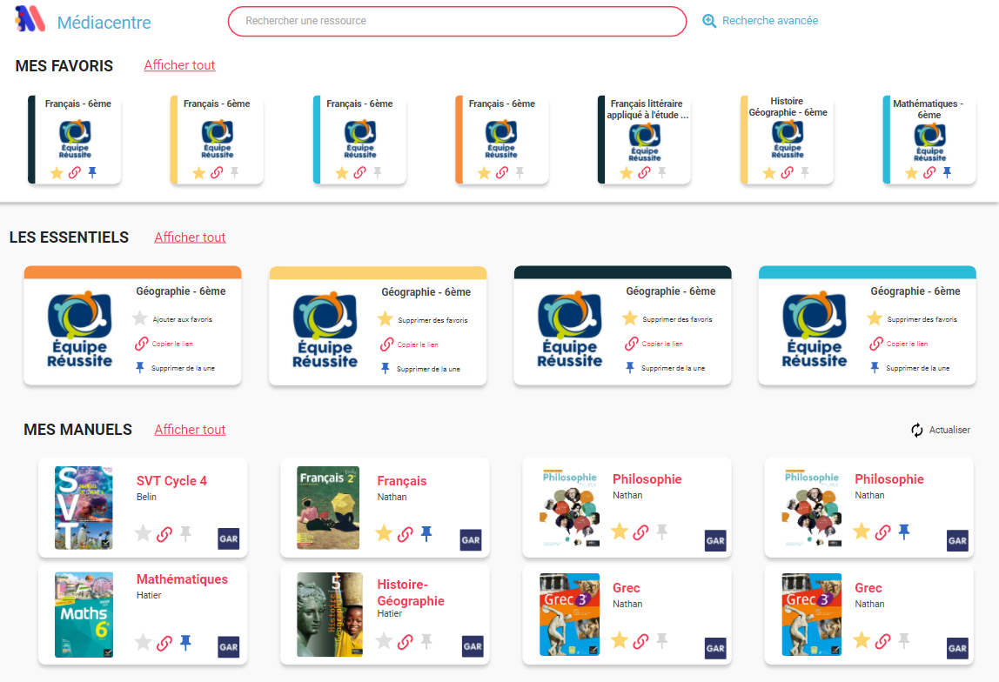 Médiacentre
Rechercher une ressource
Recherche avancée
MES FAVORIS
Afficher tout
Français - 6ème
Équipe
Réussite
Français - 6ème
Équipe
Réussite
Français - 6ème
Équipe
Réussite
Français - 6ème
Équipe
Réussite
Français littéraire
appliqué à l'étude ...
Équipe
Réussite
Histoire
Géographie - 6ème
Équipe
Réussite
Mathématiques -
6ème
Équipe
Réussite
LES ESSENTIELS
Afficher tout
Équipe
Réussite
Géographie - 6ème
Ajouter aux favoris
Copier le lien
Supprimer de la une
Équipe
Réussite
Géographie - 6ème
Supprimer des favoris
Copier le lien
Supprimer de la une
Équipe
Réussite
Géographie - 6ème
Supprimer des favoris
Copier le lien
Supprimer de la une
Équipe
Réussite
Géographie - 6ème
Supprimer des favoris
Copier le lien
Supprimer de la une
MES MANUELS
Afficher tout
Actualiser
SVT
SVT Cycle 4
Belin
GAR
Français 2e
Français
Nathan
GAR
Philosophie
Philosophie
Nathan
GAR
Philosophie
Philosophie
Nathan
GAR
Maths
6e
Mathématiques
Hatier
GAR
5
Histoire
Géographie
Histoire-
Géographie
Hatier
GAR
Grec 3e
Grec
Nathan
GAR
Grec 3e
Grec
Nathan
GAR